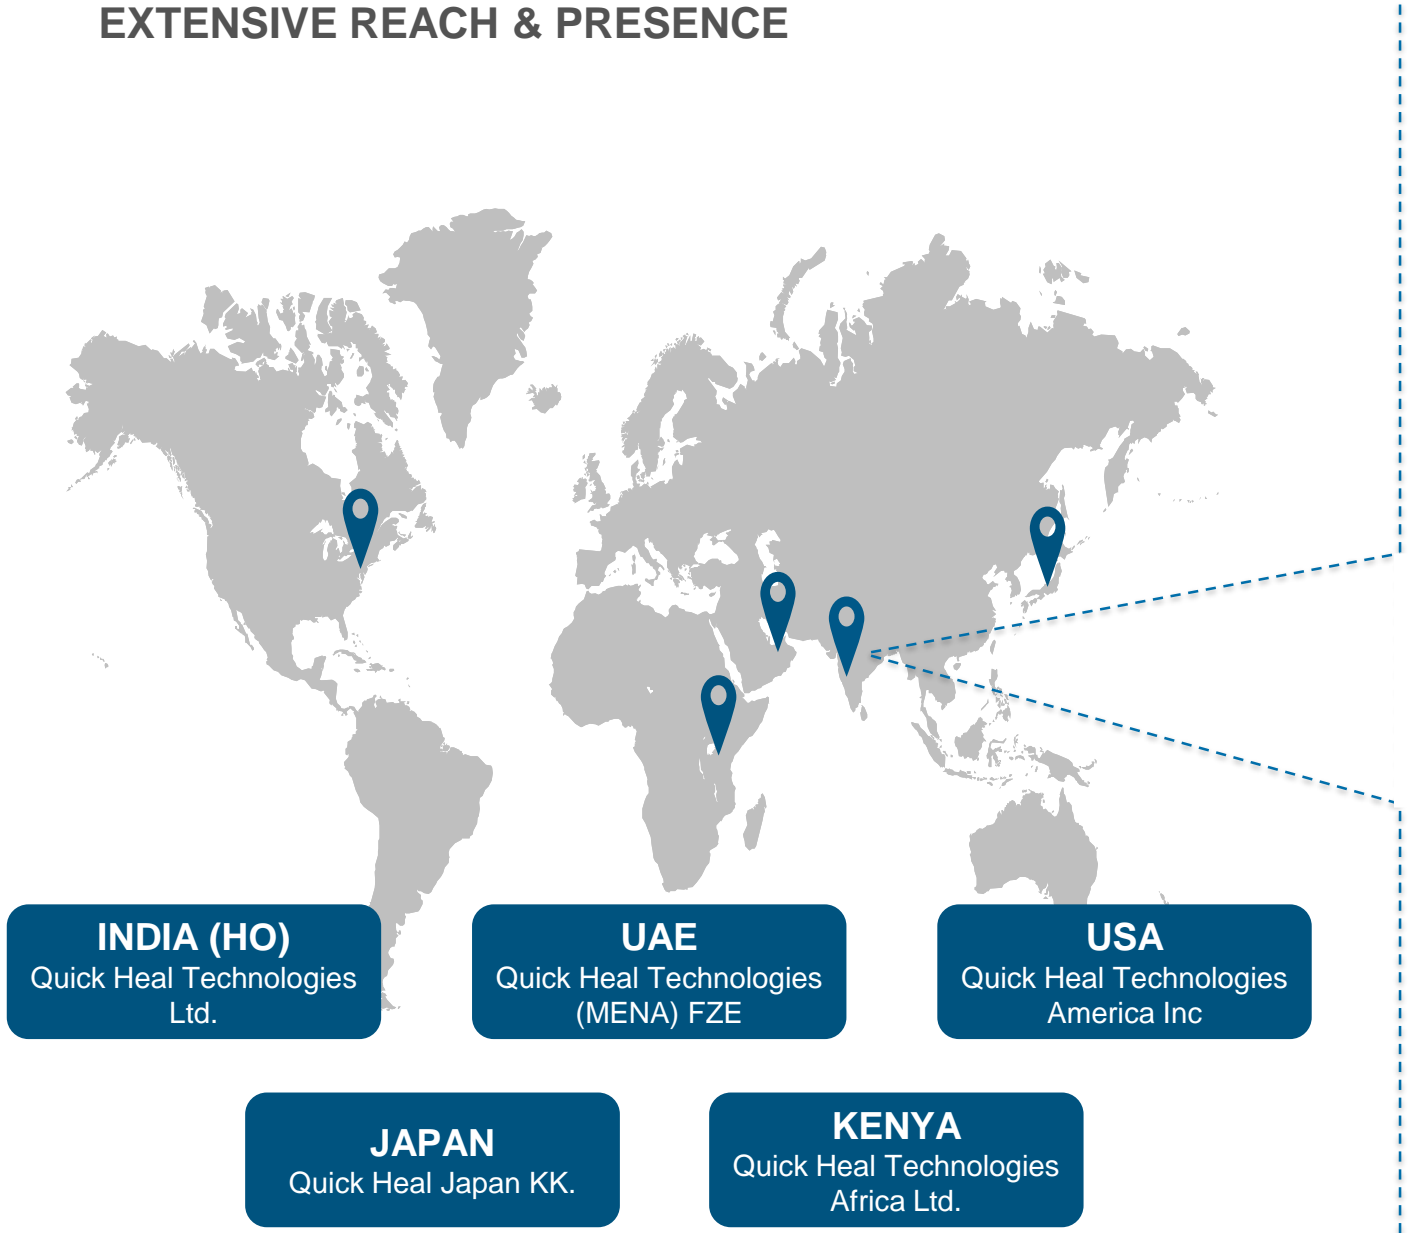 EXTENSIVE REACH & PRESENCE
INDIA (HO)
Quick Heal Technologies
Ltd.
UAE
Quick Heal Technologies
(MENA) FZE
USA
Quick Heal Technologies
America Inc
JAPAN
Quick Heal Japan KK.
KENYA
Quick Heal Technologies
Africa Ltd.